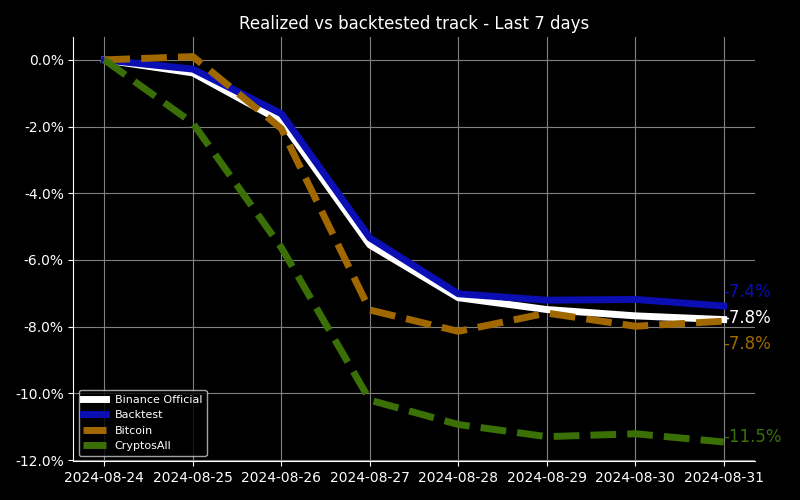 Realized vs backtested track - Last 7 days
0.0%
-2.0%
-4.0%
-6.0%
-8.0%
-10.0%
-12.0%
-7.4%
-7.8%
-7.8%
-11.5%
Binance Official
Backtest
Bitcoin
CryptosAll
2024-08-24 2024-08-25 2024-08-26 2024-08-27 2024-08-28 2024-08-29 2024-08-30 2024-08-31